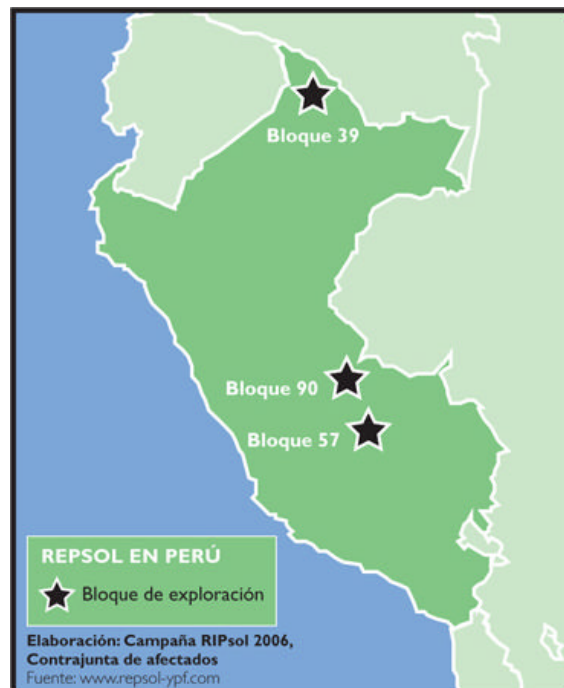 Bloque 39
Bloque 90
Bloque 57
REPSOL EN PERÚ
Bloque de exploración
Elaboración: Campaña RIPsol 2006,
Contrajunta de afectados
Fuente: www.repsol-ypf.com